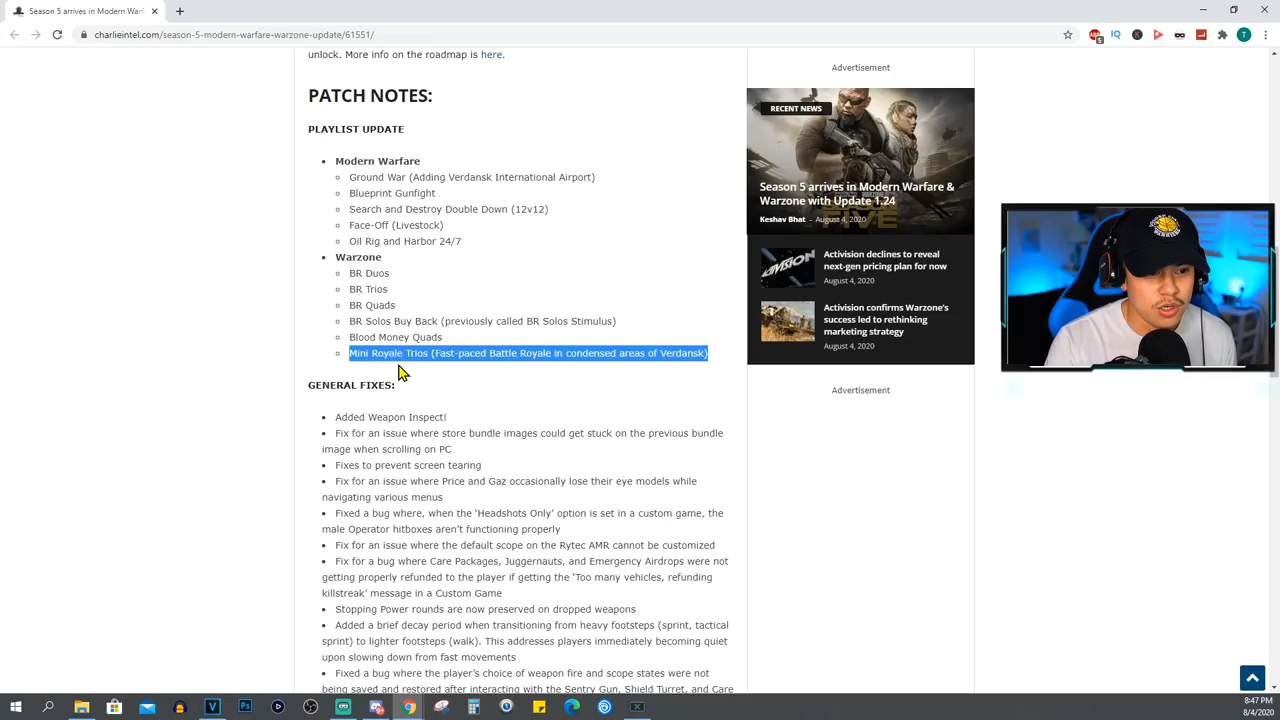 Season 5 arrives in Modern Warf
charlieintel.com/season-5-modern-warfare-warzone-update/61551/
unlock. More info on the roadmap is here.
PATCH NOTES:
PLAYLIST UPDATE
Modern Warfare
Ground War (Adding Verdansk International Airport)
Blueprint Gunfight
Search and Destroy Double Down (12v12)
Face-Off (Livestock)
Oil Rig and Harbor 24/7
Warzone
BR Duos
BR Trios
BR Quads
BR Solos Buy Back (previously called BR Solos Stimulus)
Blood Money Quads
Mini Royale Trios (Fast-paced Battle Royale in condensed areas of Verdansk)
GENERAL FIXES:
Added Weapon Inspect!
Fix for an issue where store bundle images could get stuck on the previous bundle
image when scrolling on PC
Fixes to prevent screen tearing
Fix for an issue where Price and Gaz occasionally lose their eye models while
navigating various menus
Fixed a bug where, when the ‘Headshots Only’ option is set in a custom game, the
male Operator hitboxes aren’t functioning properly
Fix for an issue where the default scope on the Rytec AMR cannot be customized
Fix for a bug where Care Packages, Juggernauts, and Emergency Airdrops were not
getting properly refunded to the player if getting the ‘Too many vehicles, refunding
killstreak’ message in a Custom Game
Stopping Power rounds are now preserved on dropped weapons
Added a brief decay period when transitioning from heavy footsteps (sprint, tactical
sprint) to lighter footsteps (walk). This addresses players immediately becoming quiet
upon slowing down from fast movements
Fixed a bug where the player’s choice of weapon fire and scope states were not
being saved and restored after interacting with the Sentry Gun, Shield Turret, and Care
Advertisement
RECENT NEWS
Season 5 arrives in Modern Warfare &
Warzone with Update 1.24
Keshav Bhat - August 4, 2020
Activision declines to reveal
next-gen pricing plan for now
August 4, 2020
Activision confirms Warzone's
success led to rethinking
marketing strategy
August 4, 2020
Advertisement
8:47 PM
8/4/2020